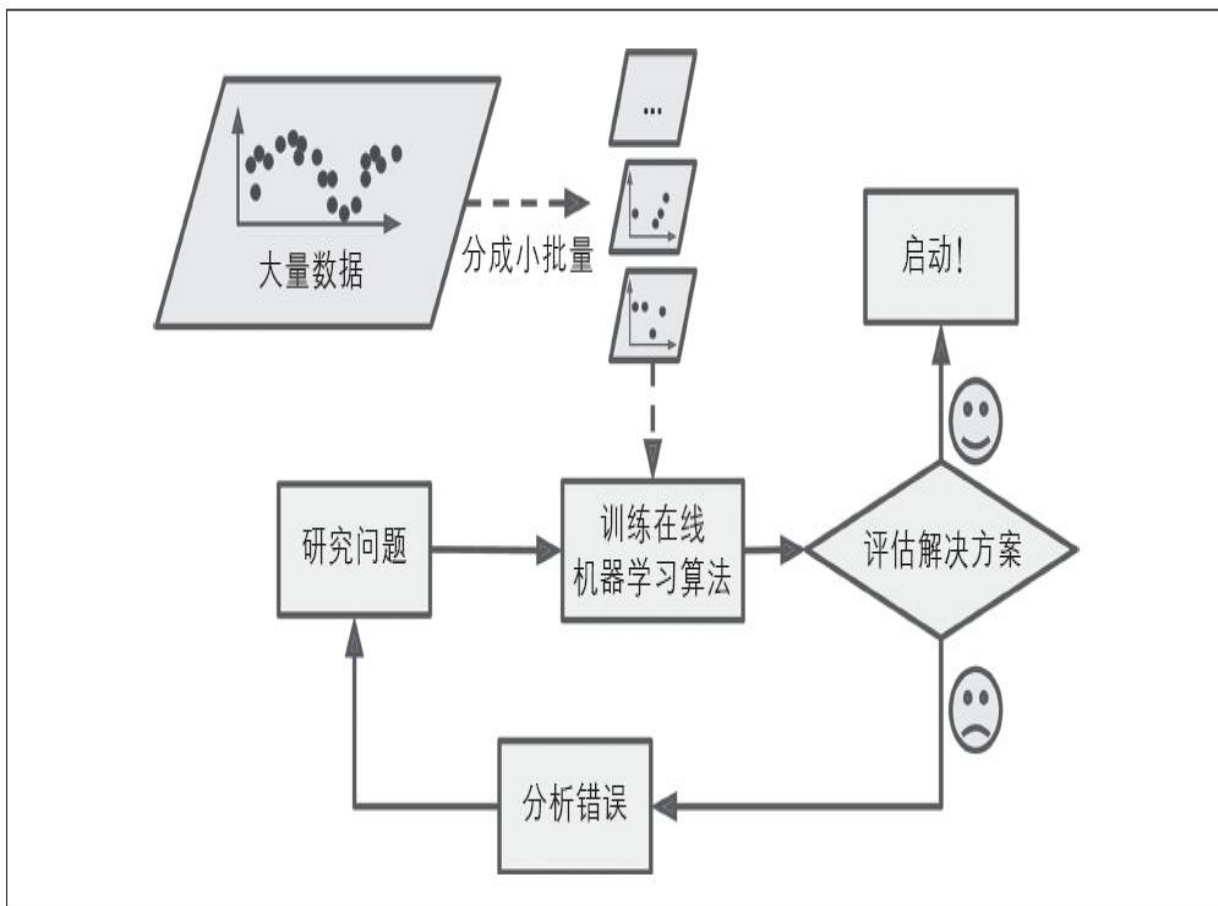 ...
大量数据
分成小批量
启动!
研究问题
训练在线
机器学习算法
评估解决方案
分析错误